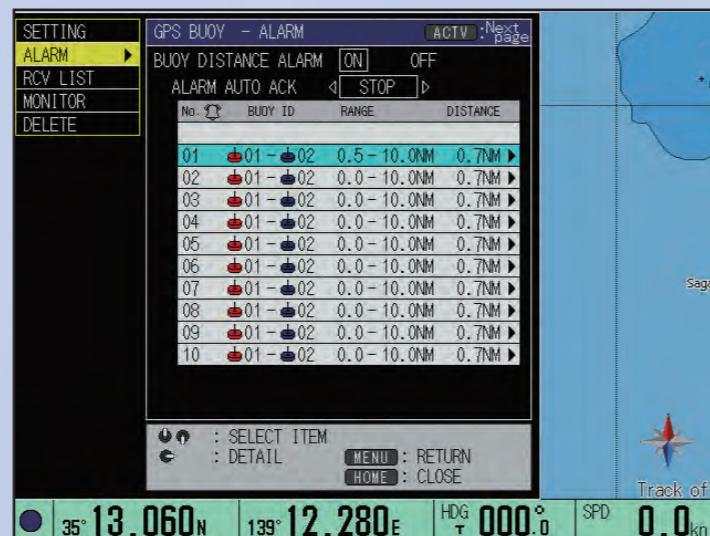 SETTING
ALARM
RCV LIST
MONITOR
DELETE
GPS BUOY - ALARM
ACTV :Next page
BUOY DISTANCE ALARM ON OFF
ALARM AUTO ACK STOP
No. BUOY ID RANGE DISTANCE
01 01 - 02 0.5 - 10.0NM 0.7NM
02 01 - 02 0.0 - 10.0NM 0.7NM
03 01 - 02 0.0 - 10.0NM 0.7NM
04 01 - 02 0.0 - 10.0NM 0.7NM
05 01 - 02 0.0 - 10.0NM 0.7NM
06 01 - 02 0.0 - 10.0NM 0.7NM
07 01 - 02 0.0 - 10.0NM 0.7NM
08 01 - 02 0.0 - 10.0NM 0.7NM
09 01 - 02 0.0 - 10.0NM 0.7NM
10 01 - 02 0.0 - 10.0NM 0.7NM
: SELECT ITEM
: DETAIL
MENU : RETURN
HOME : CLOSE
Saga
Track of
35° 13.060N 139° 12.280E HDG T 000.°0 SPD 0.0kn